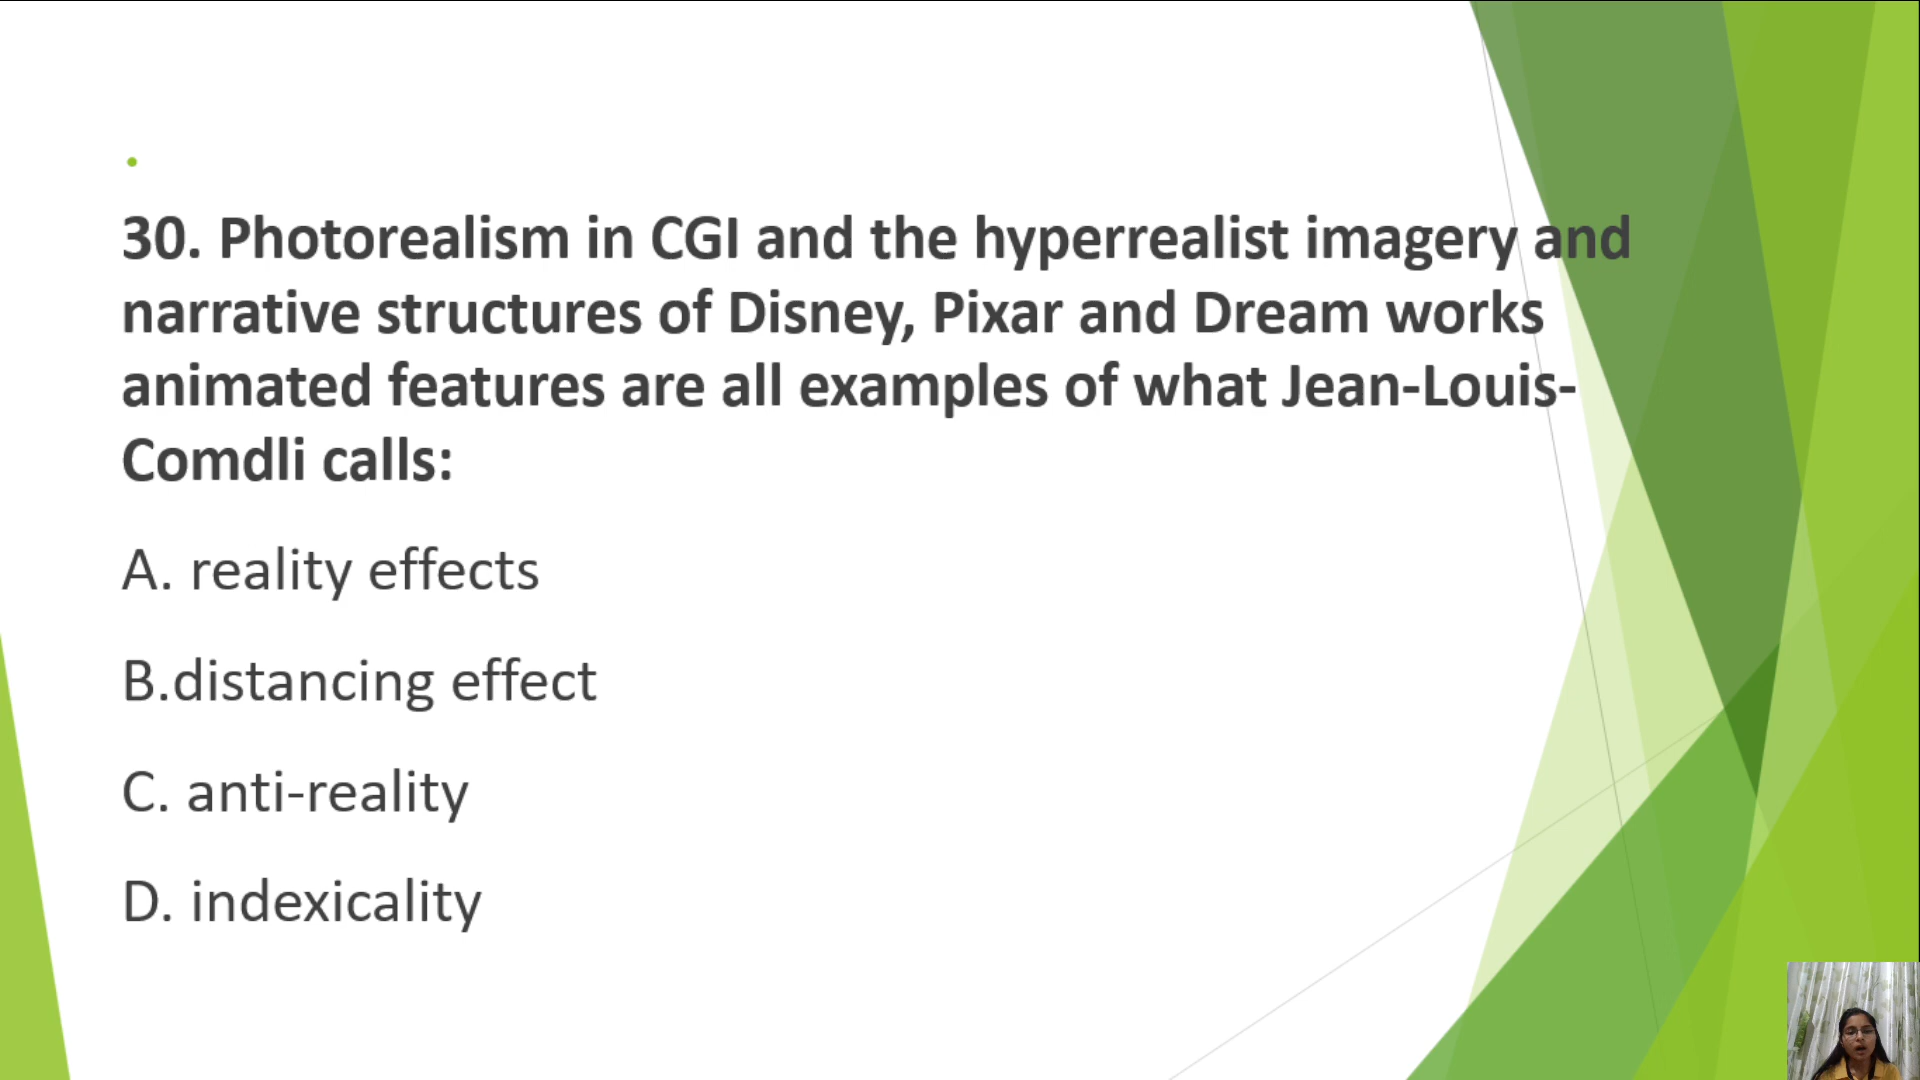 30. Photorealism in CGI and the hyperrealist imagery and
narrative structures of Disney, Pixar and Dream works
animated features are all examples of what Jean-Louis-
Comdli calls:
A. reality effects
B.distancing effect
C. anti-reality
D. indexicality